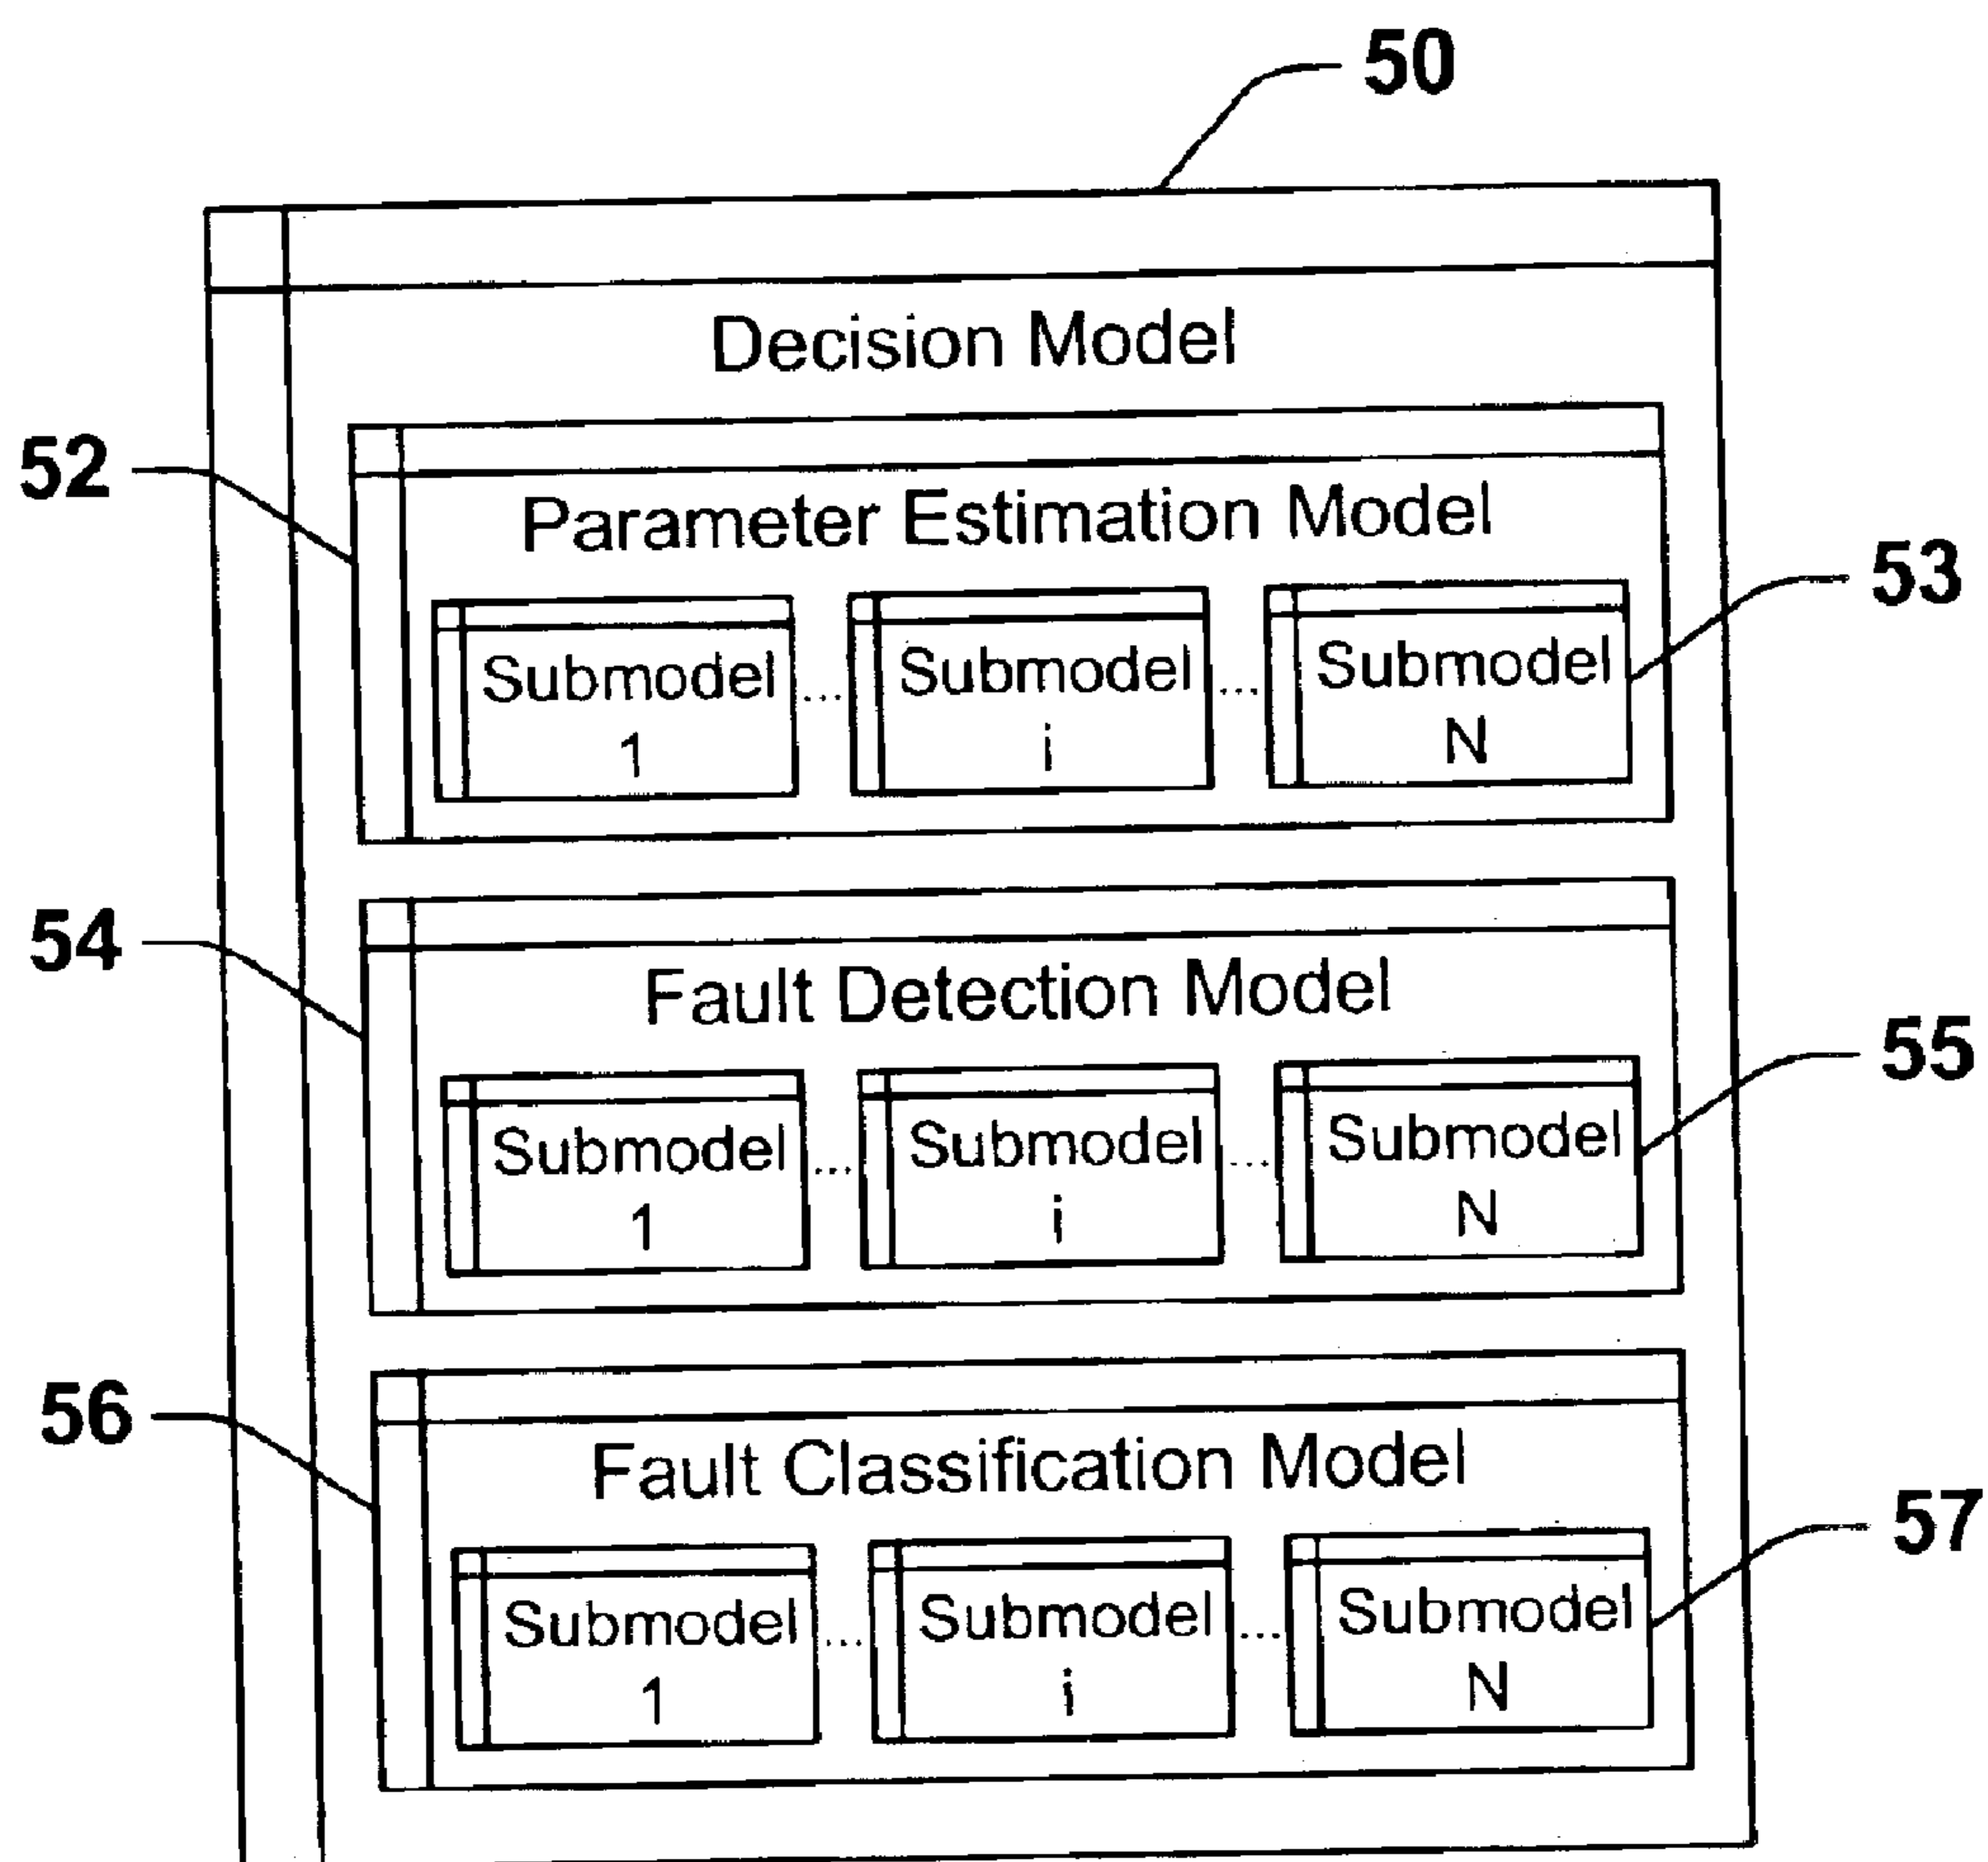 50
Decision Model
52
Parameter Estimation Model
53
Submodel ... Submodel ... Submodel
1 i N
54
Fault Detection Model
55
Submodel ... Submodel ... Submodel
1 i N
56
Fault Classification Model
57
Submodel ... Submodel ... Submodel
1 i N